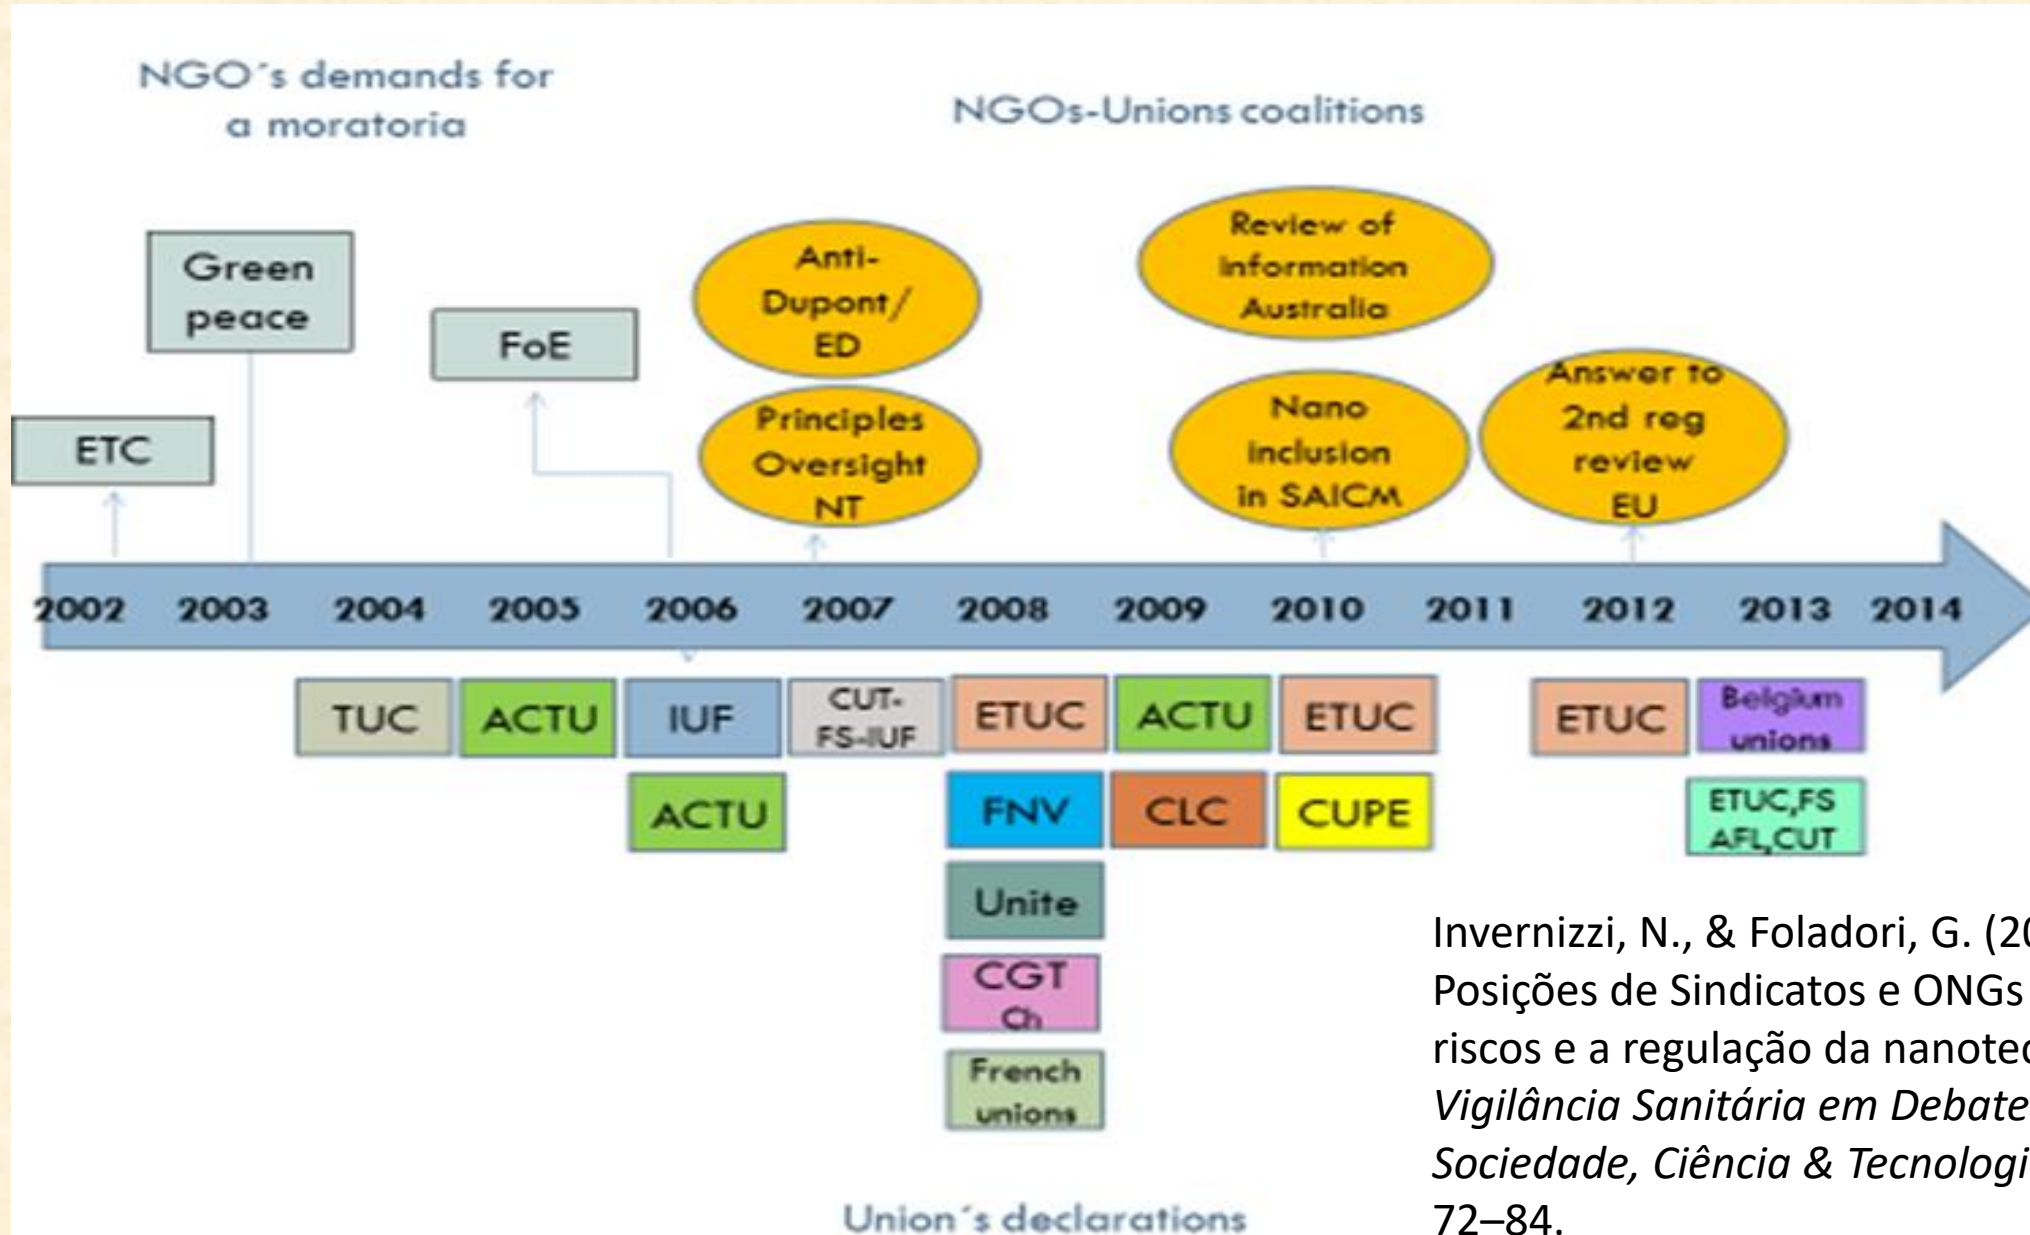 NGO´s demands for
a moratoria
NGOs-Unions coalitions
Green
peace
ETC
FoE
Anti-
Dupont/
ED
Principles
Oversight
NT
Review of
information
Australia
Nano
inclusion
in SAICM
Answer to
2nd reg
review
EU
2002 2003 2004 2005 2006 2007 2008 2009 2010 2011 2012 2013 2014
TUC ACTU IUF CUT-
FS-IUF
ETUC ACTU ETUC ETUC Belgium
unions
ACTU FNV CLC CUPE ETUC,FS
AFL,CUT
Unite
CGT
Ch
French
unions
Union´s declarations
Invernizzi, N., & Foladori, G. (20
Posições de Sindicatos e ONGs
riscos e a regulação da
Vigilância Sanitária em Debate
Sociedade, Ciência &
72–84.